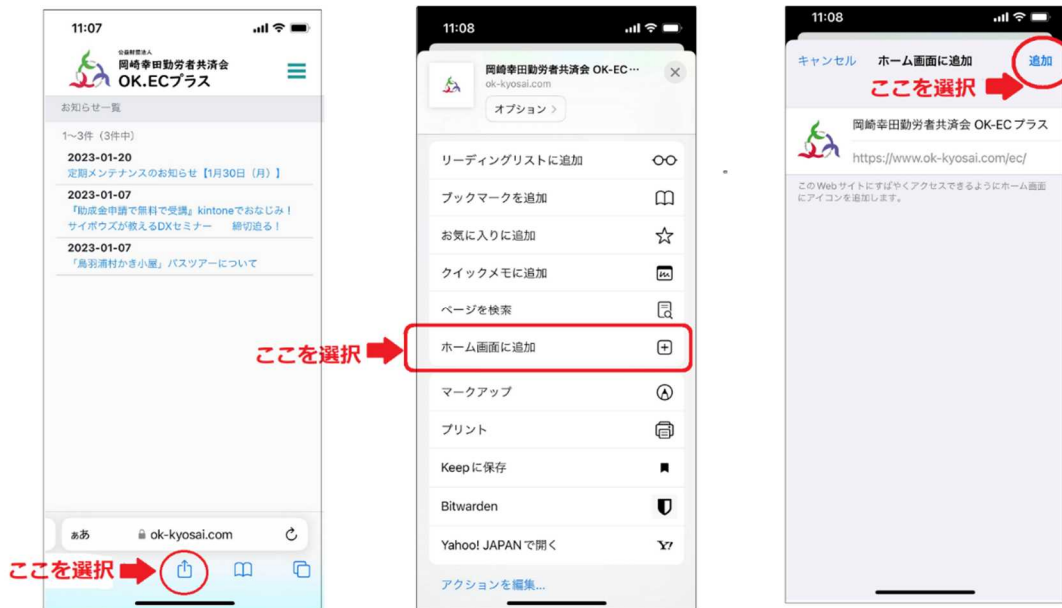 11:07
公益財団法人
岡崎幸田勤労者共済会
OK.ECプラス
お知らせ一覧
1〜3件（3件中）
2023-01-20
定期メンテナンスのお知らせ【1月30日（月）】
2023-01-07
『助成金申請で無料で受講』kintoneでおなじみ！
サイボウズが教えるDXセミナー　締切迫る！
2023-01-07
「鳥羽浦村かき小屋」バスツアーについて
ぁあ
ok-kyosai.com
ここを選択
11:08
岡崎幸田勤労者共済会 OK-EC…
ok-kyosai.com
オプション
リーディングリストに追加
ブックマークを追加
お気に入りに追加
クイックメモに追加
ページを検索
ここを選択
ホーム画面に追加
マークアップ
プリント
Keepに保存
Bitwarden
Yahoo! JAPANで開く
アクションを編集...
11:08
キャンセル
ホーム画面に追加
追加
ここを選択
岡崎幸田勤労者共済会 OK-ECプラス
https://www.ok-kyosai.com/ec/
このWebサイトにすばやくアクセスできるようにホーム画面
にアイコンを追加します。